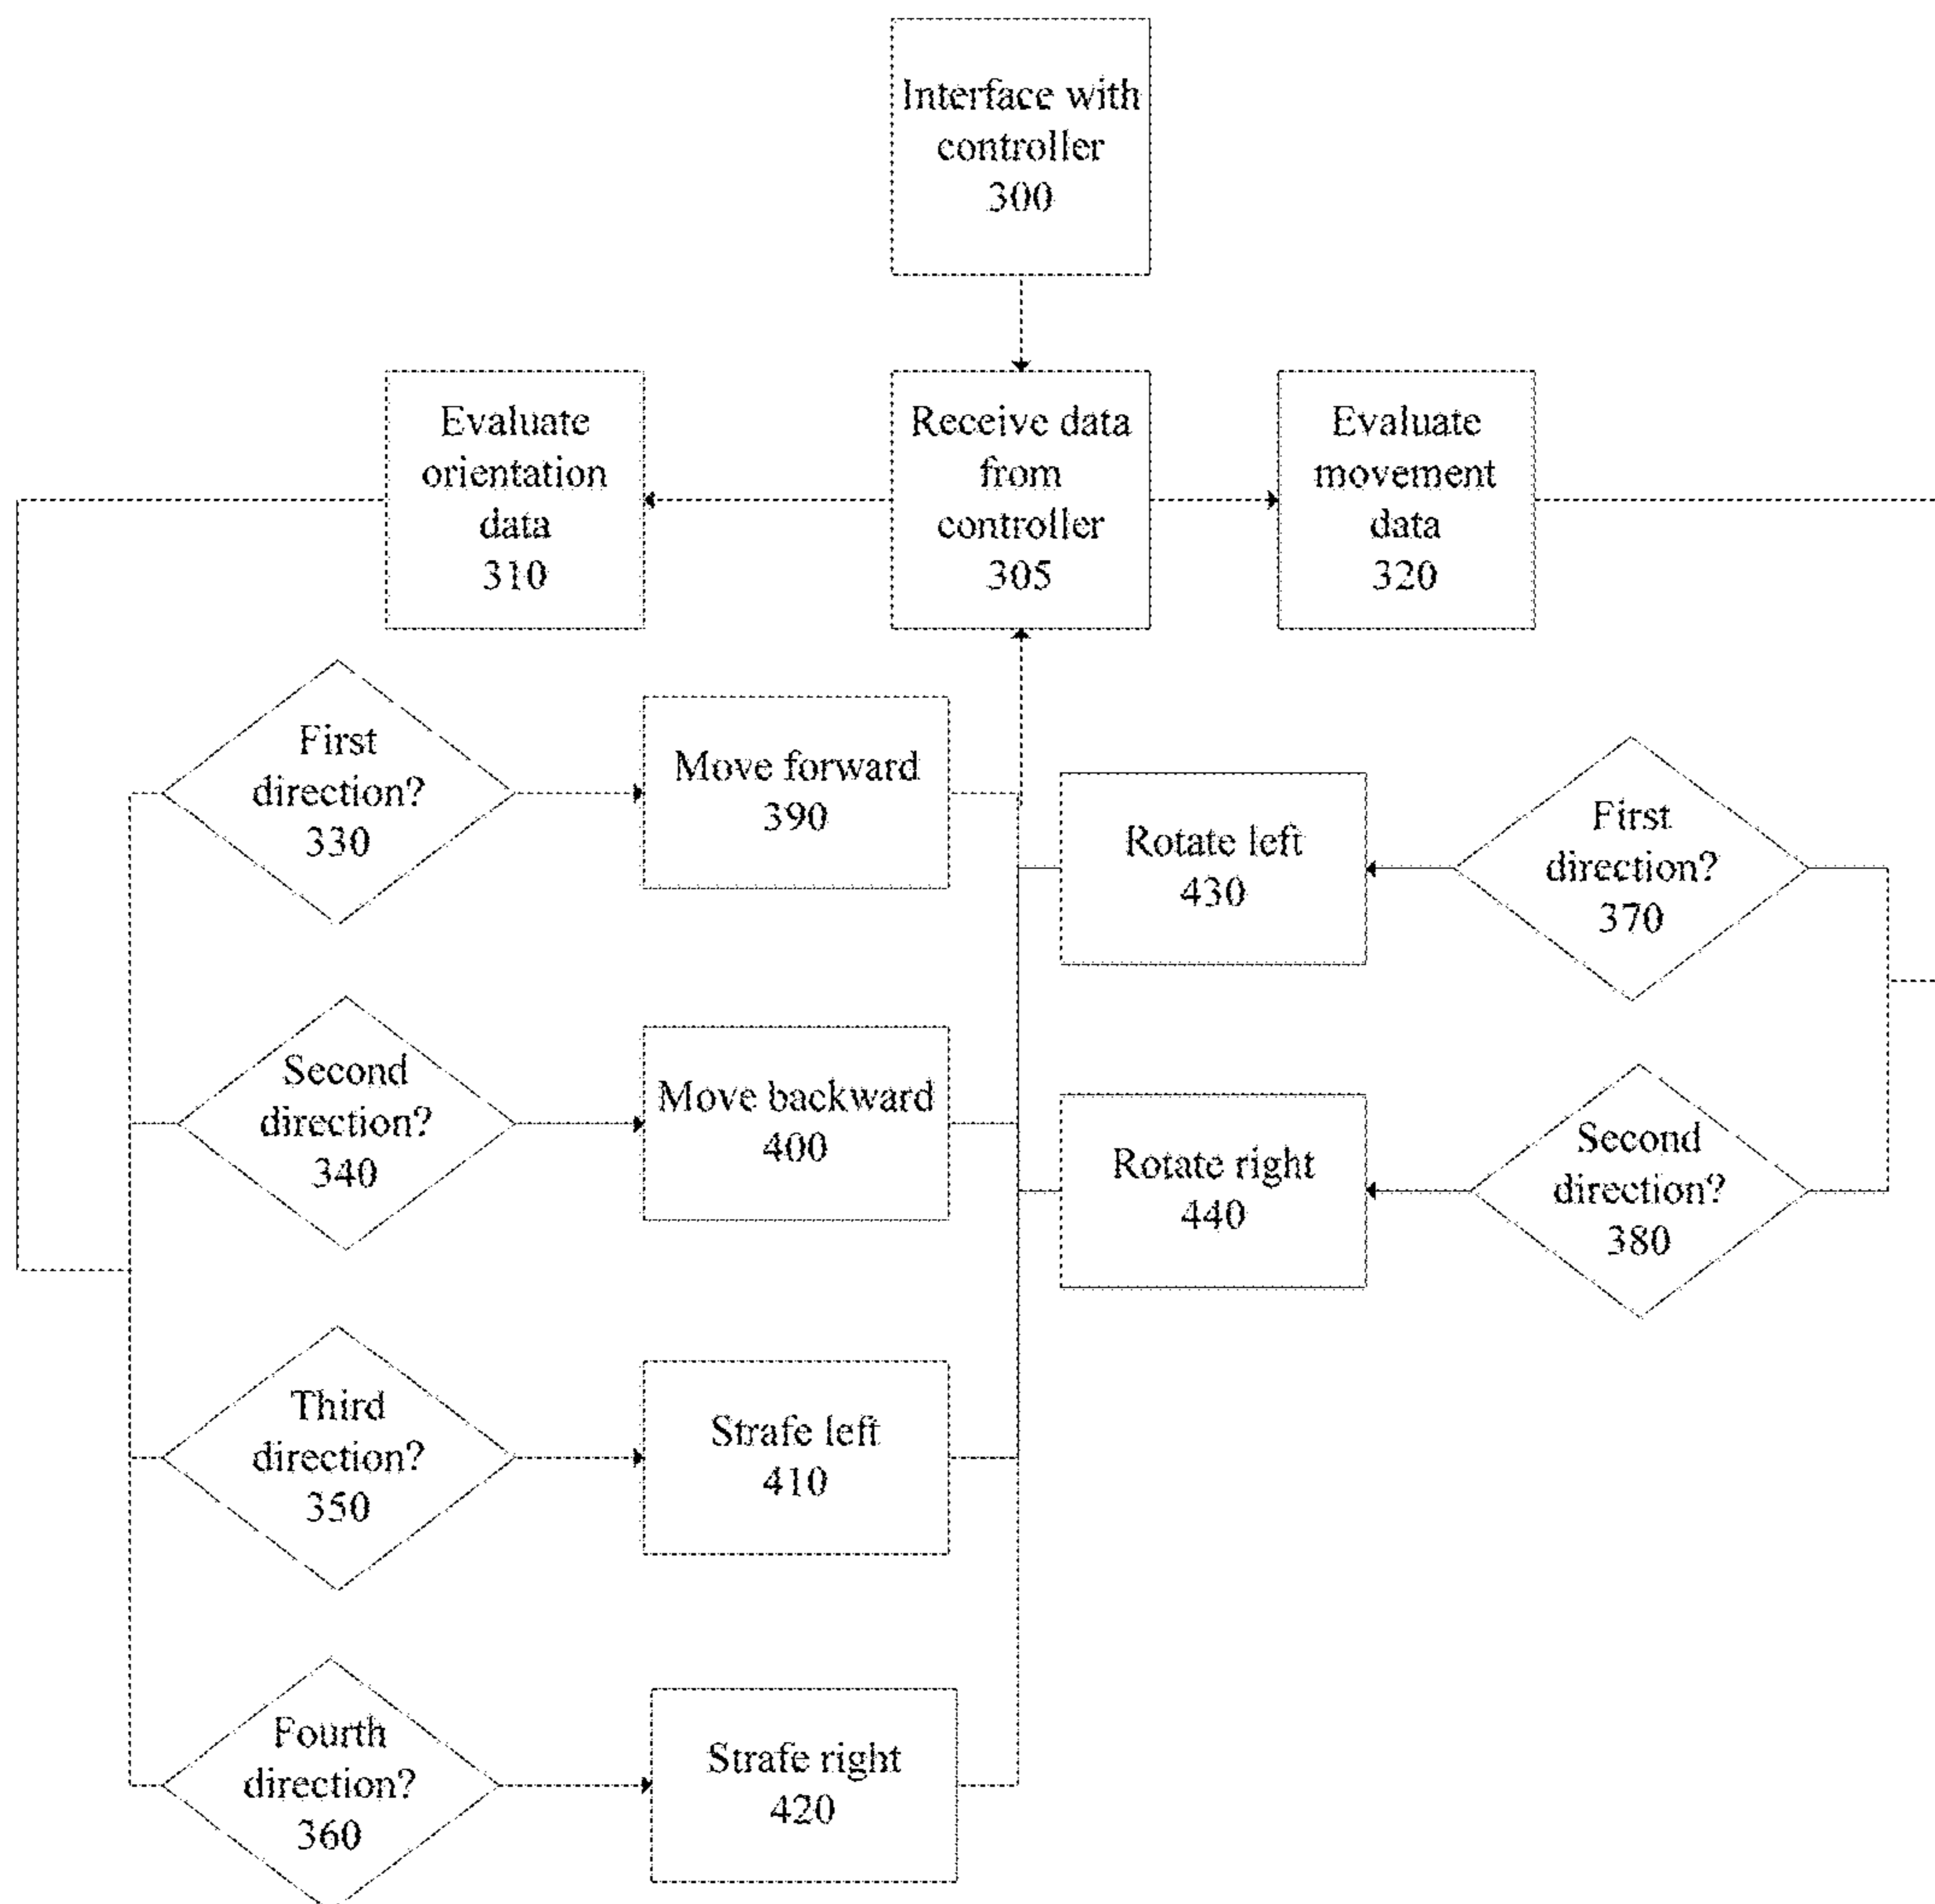 Interface with
controller
300
Evaluate
orientation
data
310
Receive data
from
controller
305
Evaluate
movement
data
320
First
direction?
330
Move forward
390
Rotate left
430
First
direction?
370
Second
direction?
340
Move backward
400
Rotate right
440
Second
direction?
380
Third
direction?
350
Strafe left
410
Fourth
direction?
360
Strafe right
420